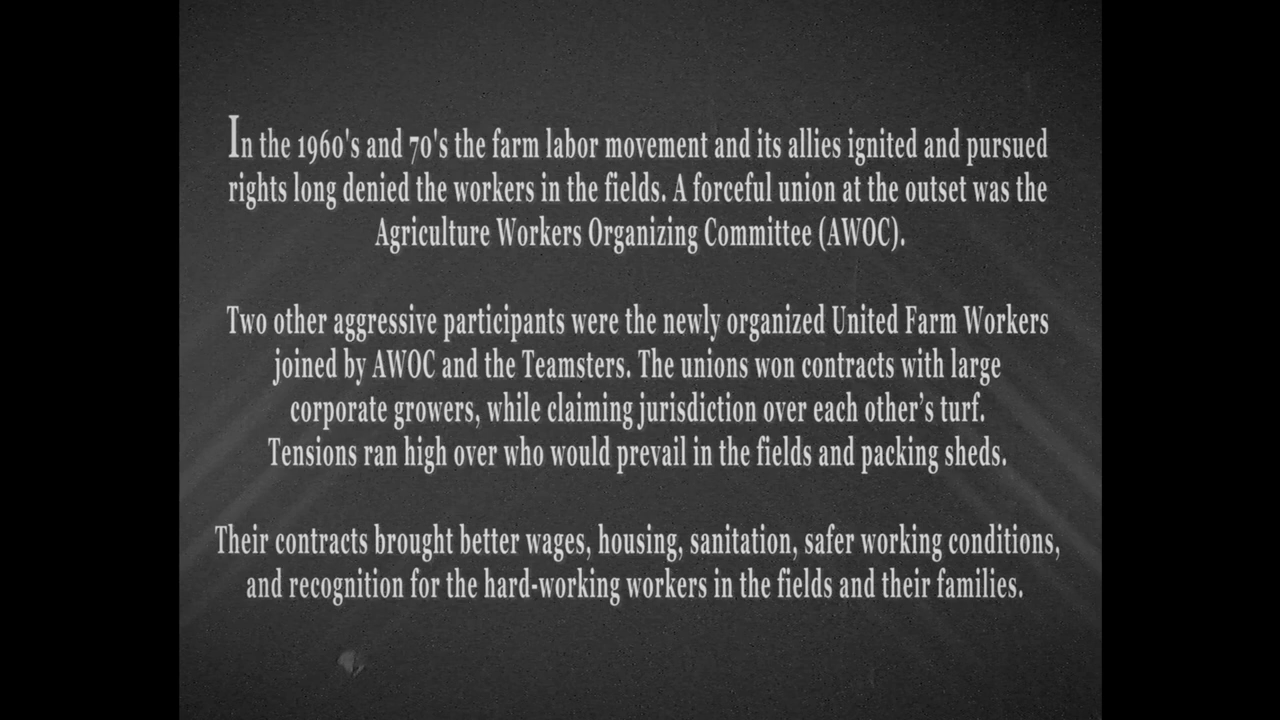 In the 1960's and 70's the farm labor movement and its allies ignited and pursued
rights long denied the workers in the fields. A forceful union at the outset was the
Agriculture Workers Organizing Committee (AWOC).
Two other aggressive participants were the newly organized United Farm Workers
joined by AWOC and the Teamsters. The unions won contracts with large
corporate growers, while claiming jurisdiction over each other’s turf.
Tensions ran high over who would prevail in the fields and packing sheds.
Their contracts brought better wages, housing, sanitation, safer working conditions,
and recognition for the hard-working workers in the fields and their families.